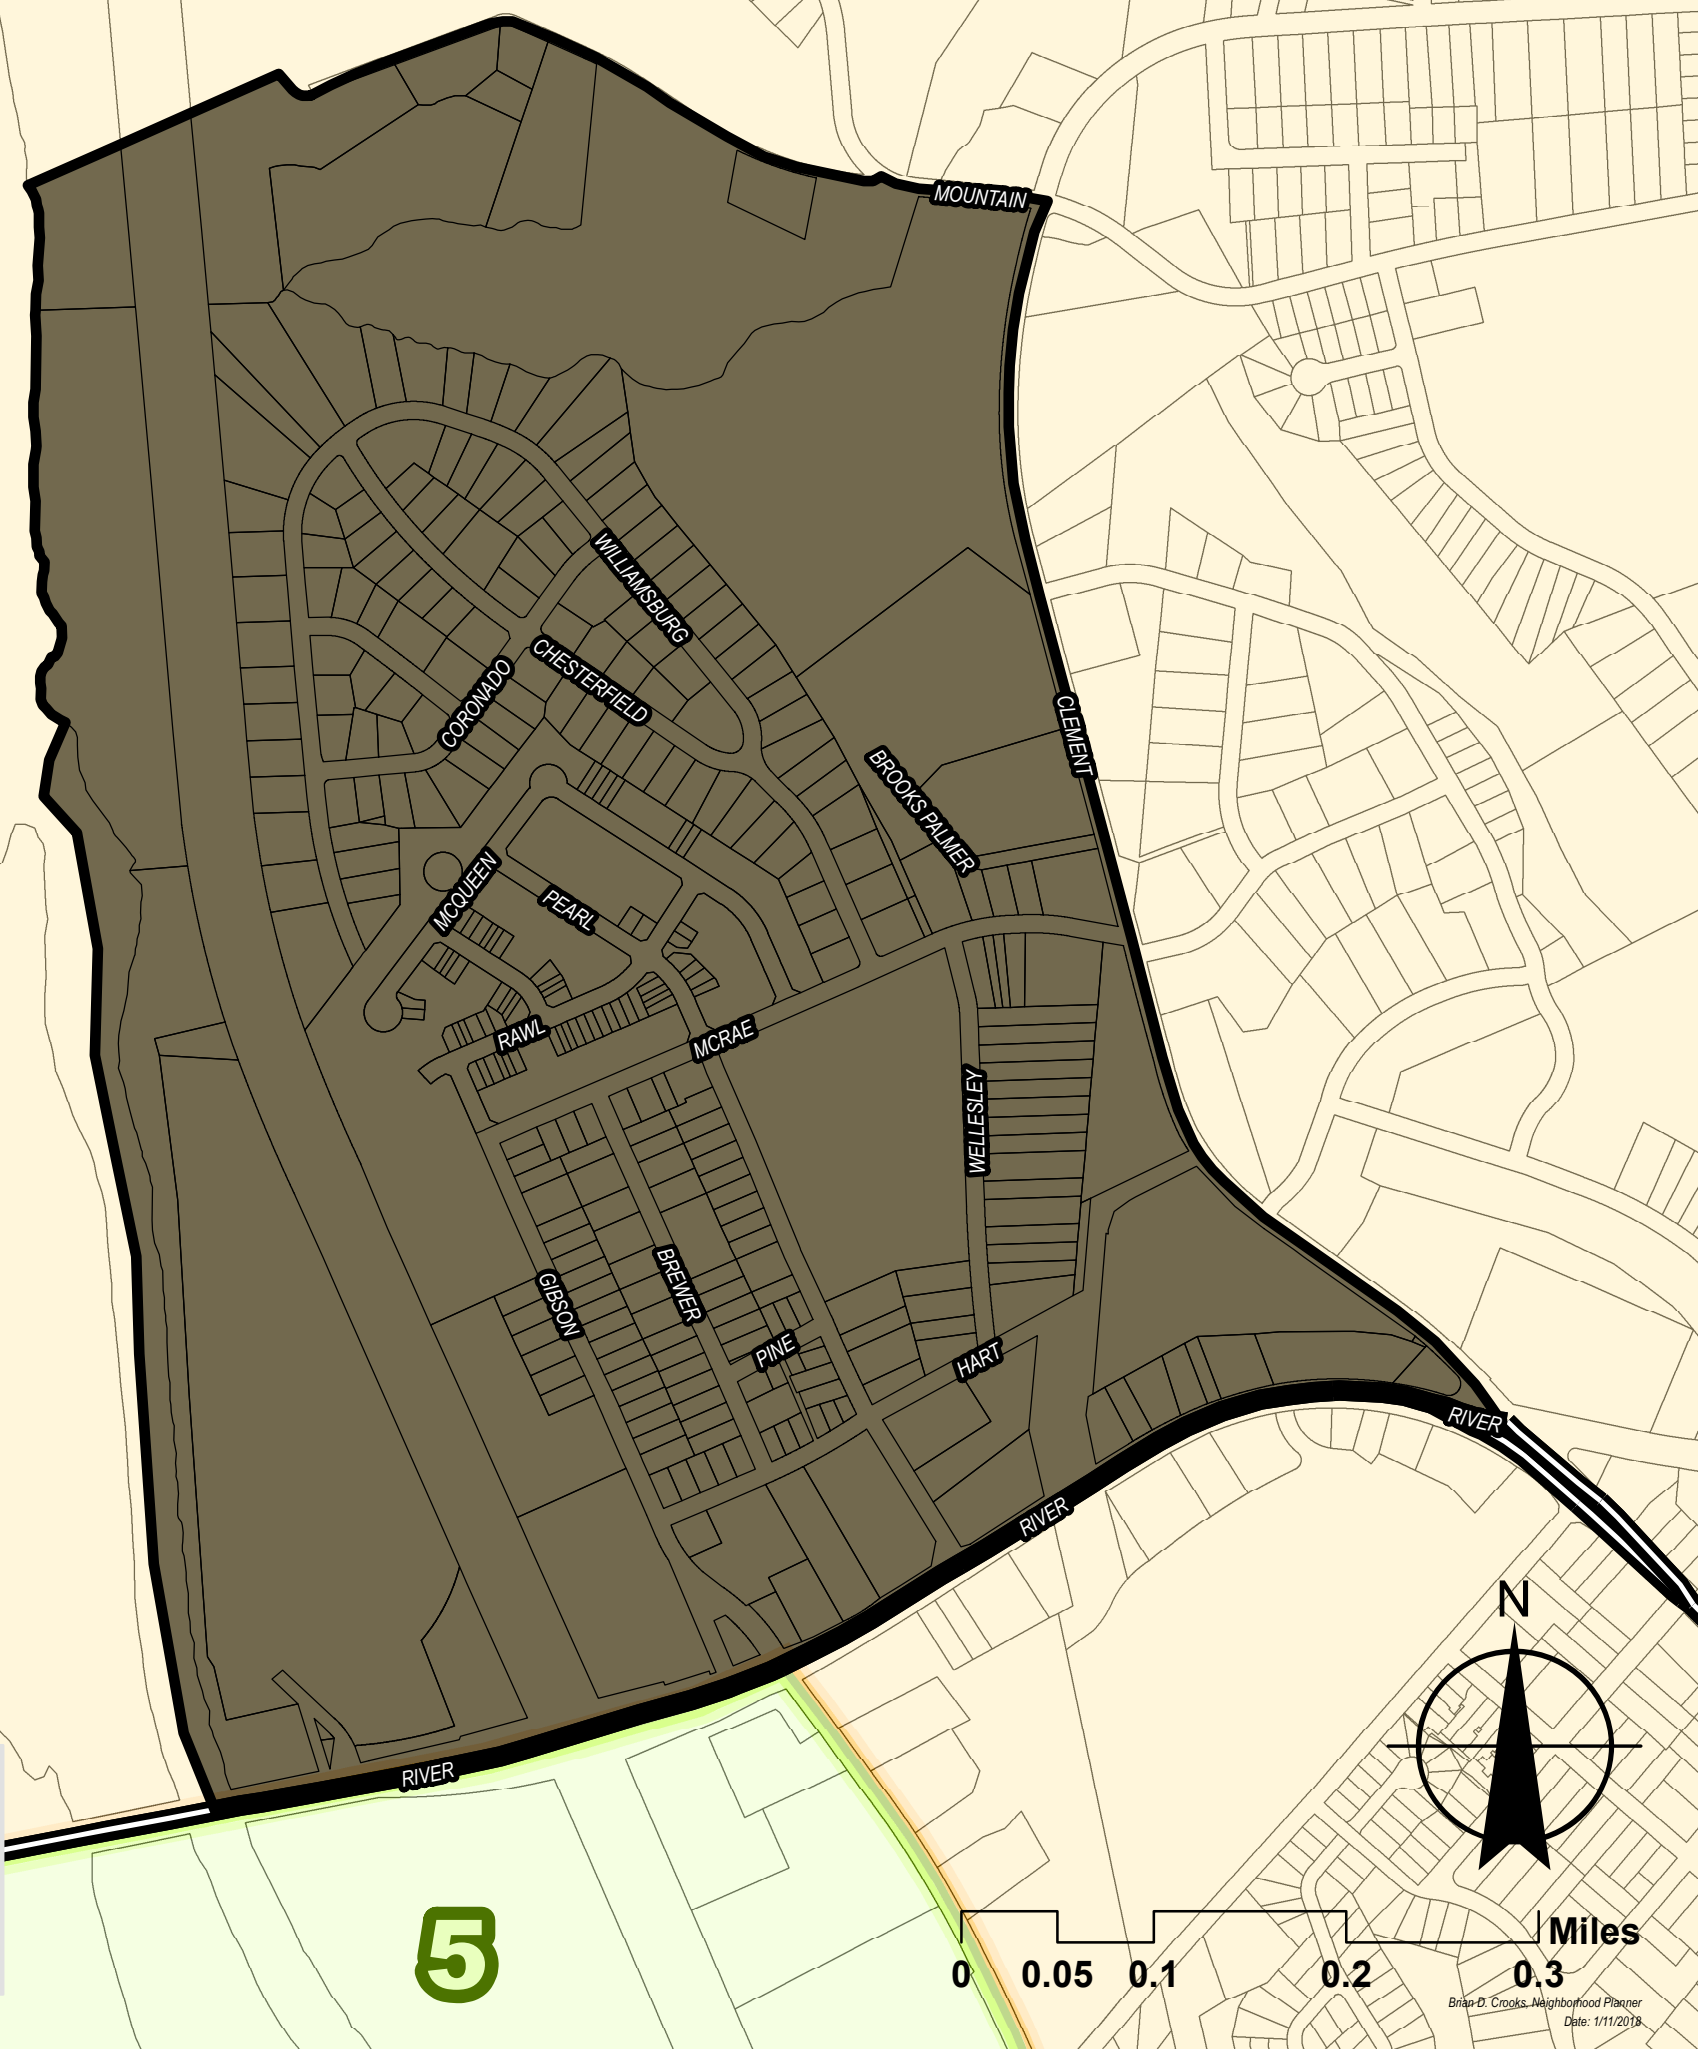 MOUNTAIN
WILLIAMSBURG
CHESTERFIELD
CORONADO
CLEMENT
BROOKS PALMER
MCQUEEN
PEARL
RAWL
MCRAE
WELLESLEY
GIBSON
BREWER
PINE
HART
RIVER
RIVER
RIVER
N
5
Miles
0 0.05 0.1 0.2 0.3
Brian D. Crooks, Neighborhood Planner
Date: 1/11/2018